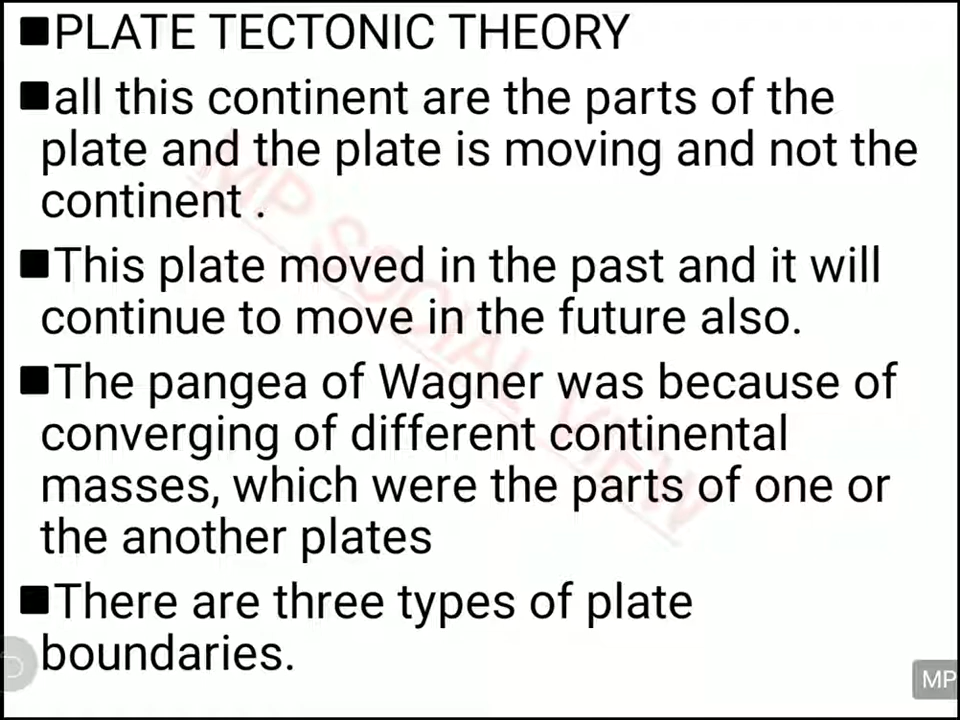 ■PLATE TECTONIC THEORY
■all this continent are the parts of the
plate and the plate is moving and not the
continent .
■This plate moved in the past and it will
continue to move in the future also.
■The pangea of Wagner was because of
converging of different continental
masses, which were the parts of one or
the another plates
■There are three types of plate
boundaries.
MP SOCIAL VIEW
MP